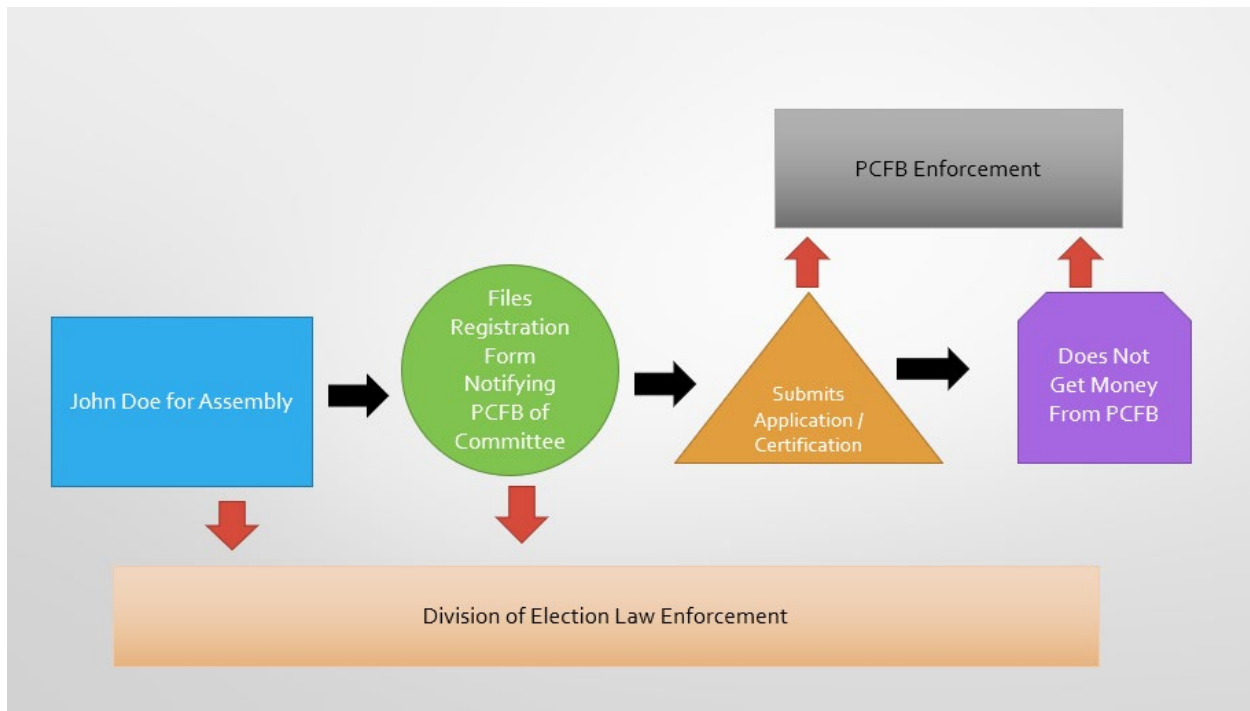 PCFB Enforcement
John Doe for Assembly
Files
Registration
Form
Notifying
PCFB of
Committee
Submits
Application /
Certification
Does Not
Get Money
From PCFB
Division of Election Law Enforcement